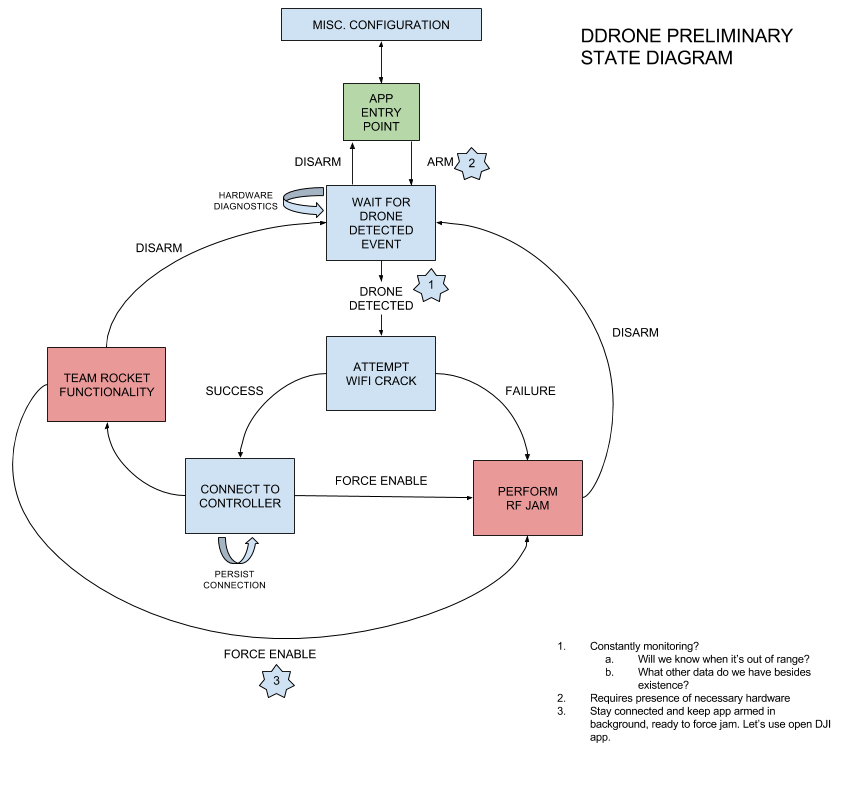 MISC. CONFIGURATION
DDRONE PRELIMINARY
STATE DIAGRAM
APP
ENTRY
POINT
DISARM
ARM
2
HARDWARE
DIAGNOSTICS
WAIT FOR
DRONE
DETECTED
EVENT
DISARM
1
DRONE
DETECTED
DISARM
TEAM ROCKET
FUNCTIONALITY
ATTEMPT
WIFI CRACK
SUCCESS
FAILURE
CONNECT TO
CONTROLLER
FORCE ENABLE
PERFORM
RF JAM
PERSIST
CONNECTION
FORCE ENABLE
3
1. Constantly monitoring?
a. Will we know when it's out of range?
b. What other data do we have besides
existence?
2. Requires presence of necessary hardware
3. Stay connected and keep app armed in
background, ready to force jam. Let's use open DJI
app.